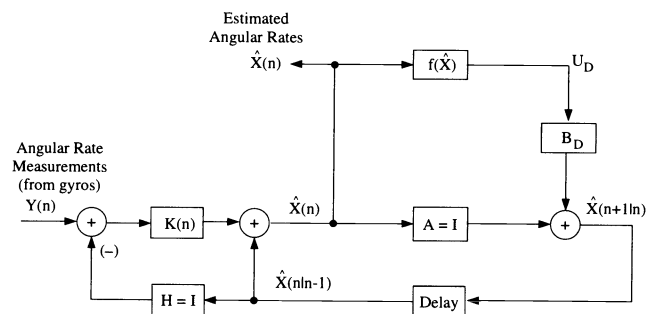 Estimated
Angular Rates
X̂(n)
f(X̂)
U_D
B_D
Angular Rate
Measurements
(from gyros)
Y(n)
+
(–)
K(n)
+
X̂(n)
A = I
+
X̂(n+1|n)
H = I
X̂(n|n-1)
Delay